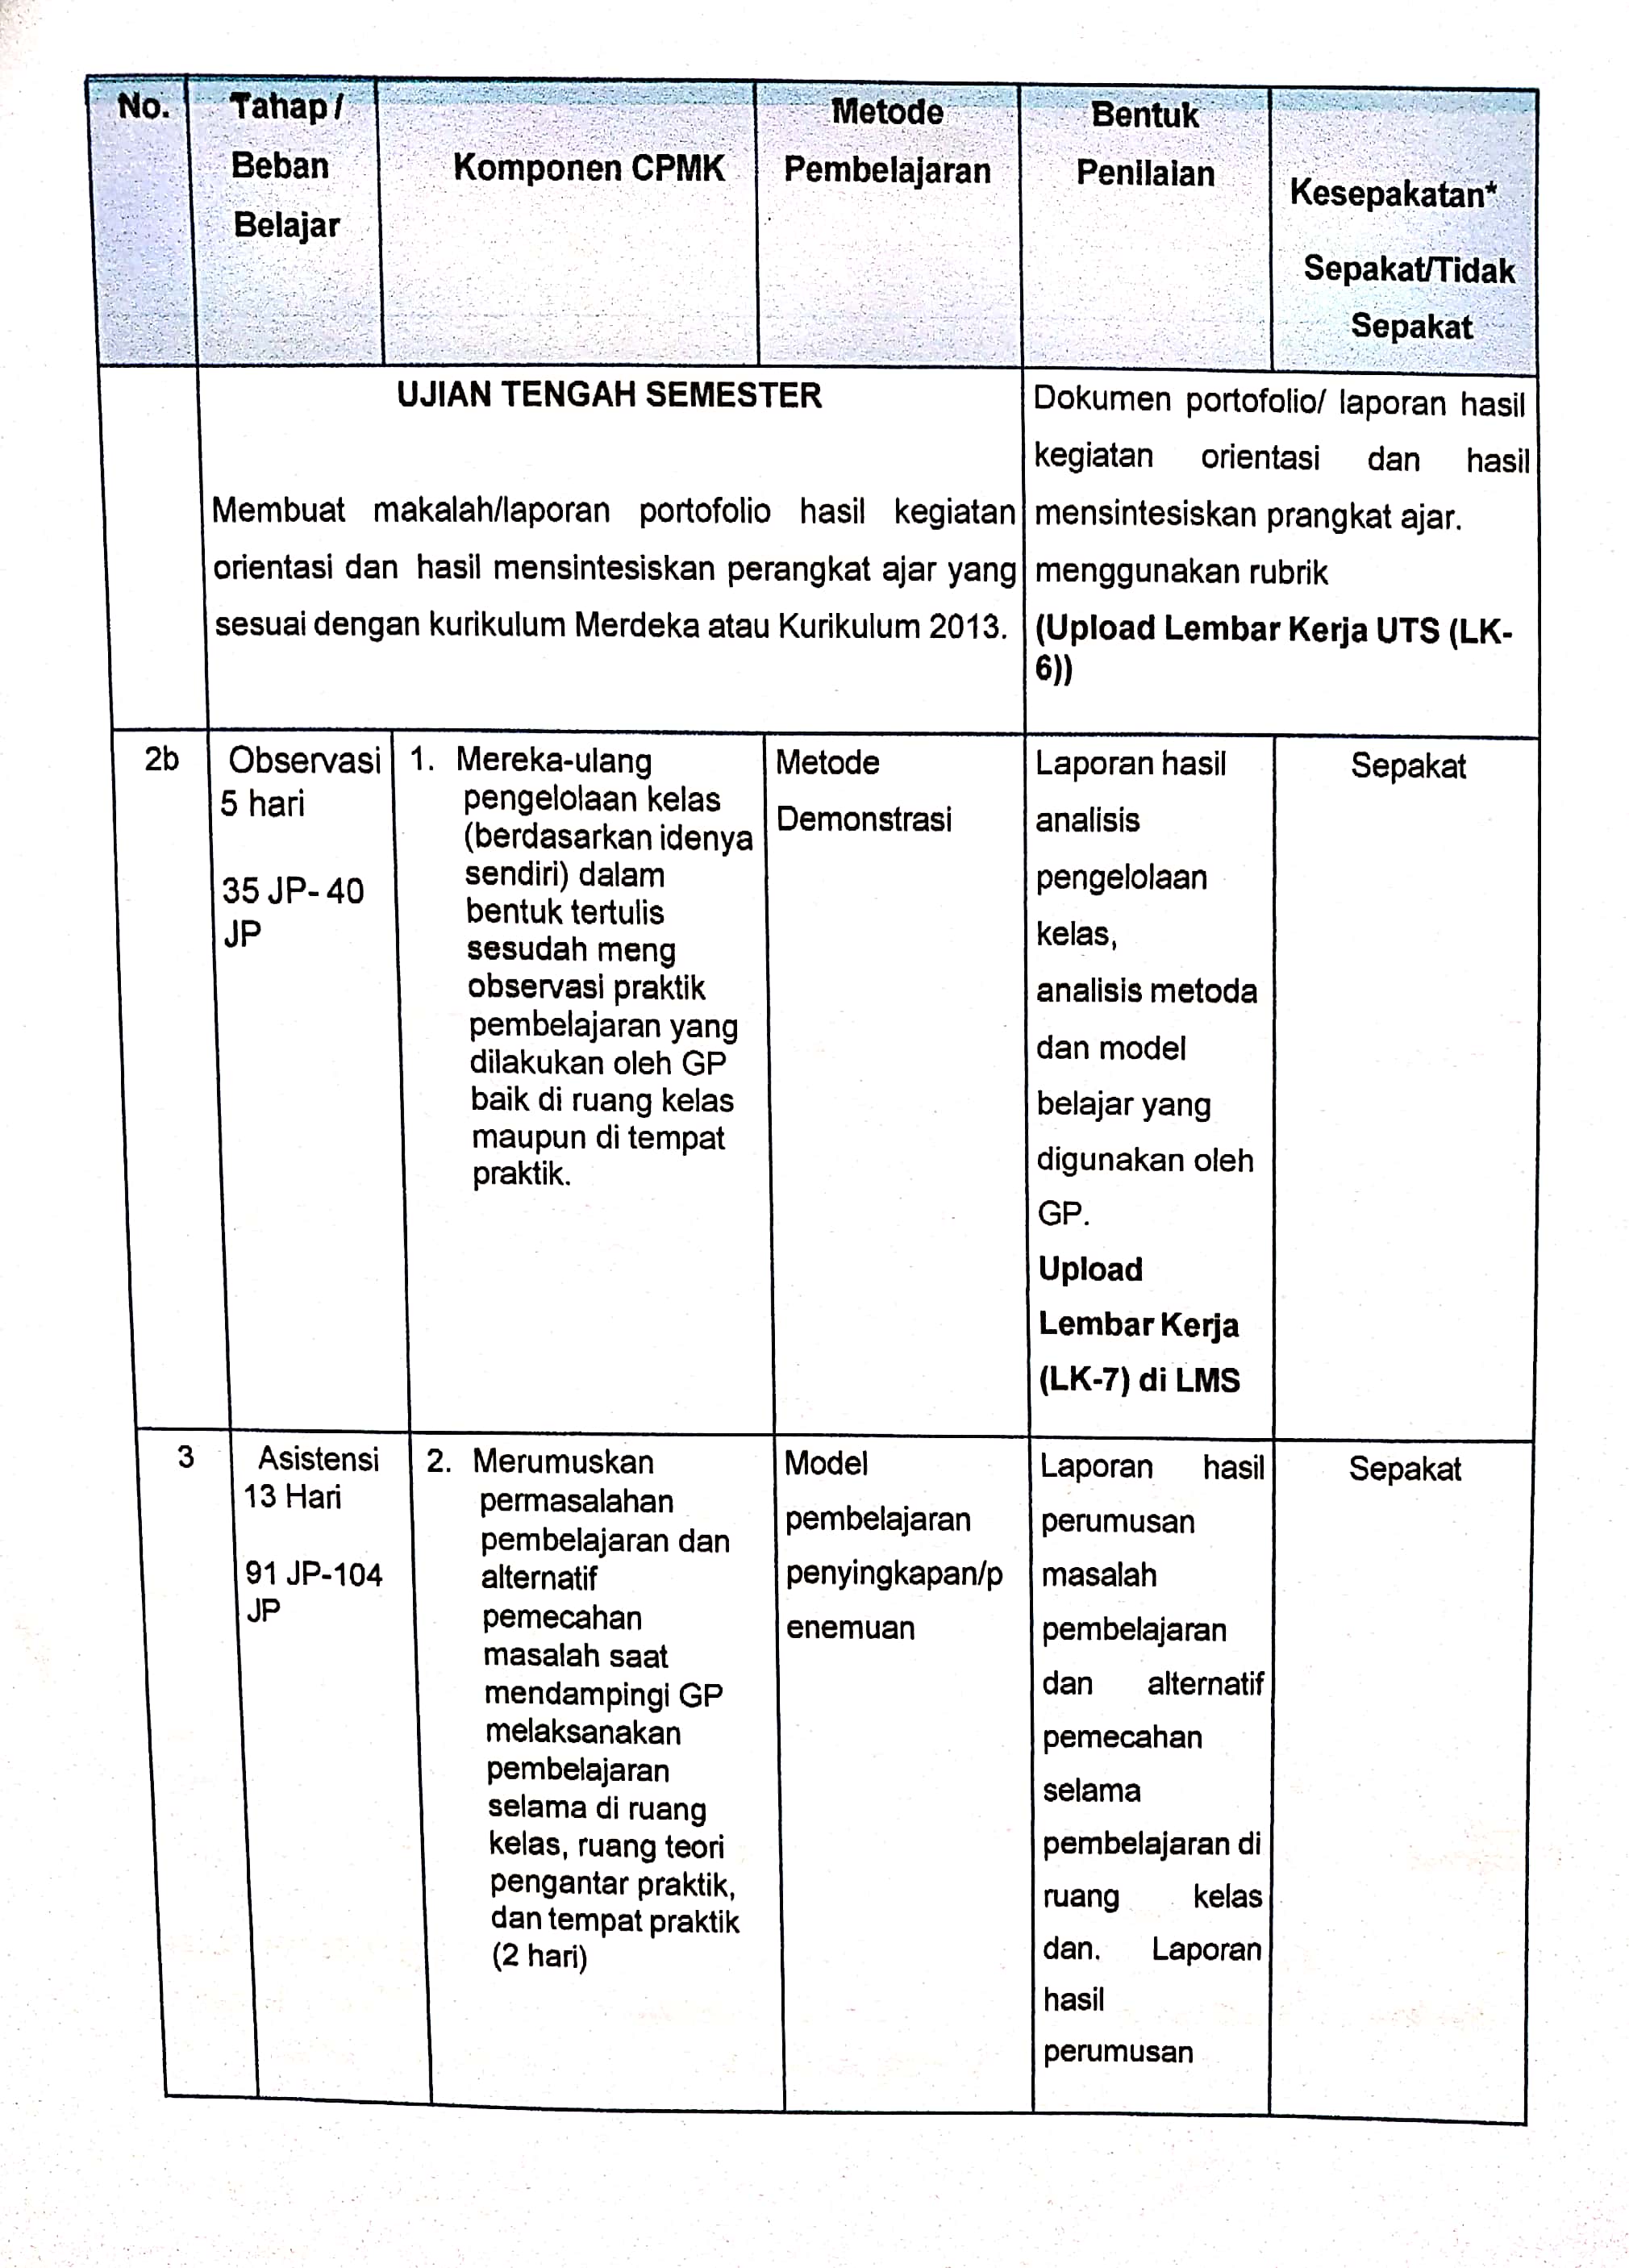 No.
Tahap /
Beban
Belajar
Komponen CPMK
Metode
Pembelajaran
Bentuk
Penilaian
Kesepakatan*
Sepakat/Tidak
Sepakat
UJIAN TENGAH SEMESTER
Membuat makalah/laporan portofolio hasil kegiatan
orientasi dan hasil mensintesiskan perangkat ajar yang
sesuai dengan kurikulum Merdeka atau Kurikulum 2013.
Dokumen portofolio/ laporan hasil
kegiatan orientasi dan hasil
mensintesiskan prangkat ajar.
menggunakan rubrik
(Upload Lembar Kerja UTS (LK-
6))
2b
Observasi
5 hari
35 JP- 40
JP
1. Mereka-ulang
pengelolaan kelas
(berdasarkan idenya
sendiri) dalam
bentuk tertulis
sesudah meng
observasi praktik
pembelajaran yang
dilakukan oleh GP
baik di ruang kelas
maupun di tempat
praktik.
Metode
Demonstrasi
Laporan hasil
analisis
pengelolaan
kelas,
analisis metoda
dan model
belajar yang
digunakan oleh
GP.
Upload
Lembar Kerja
(LK-7) di LMS
Sepakat
3
Asistensi
13 Hari
91 JP-104
JP
2. Merumuskan
permasalahan
pembelajaran dan
alternatif
pemecahan
masalah saat
mendampingi GP
melaksanakan
pembelajaran
selama di ruang
kelas, ruang teori
pengantar praktik,
dan tempat praktik
(2 hari)
Model
pembelajaran
penyingkapan/p
enemuan
Laporan hasil
perumusan
masalah
pembelajaran
dan alternatif
pemecahan
selama
pembelajaran di
ruang kelas
dan. Laporan
hasil
perumusan
Sepakat